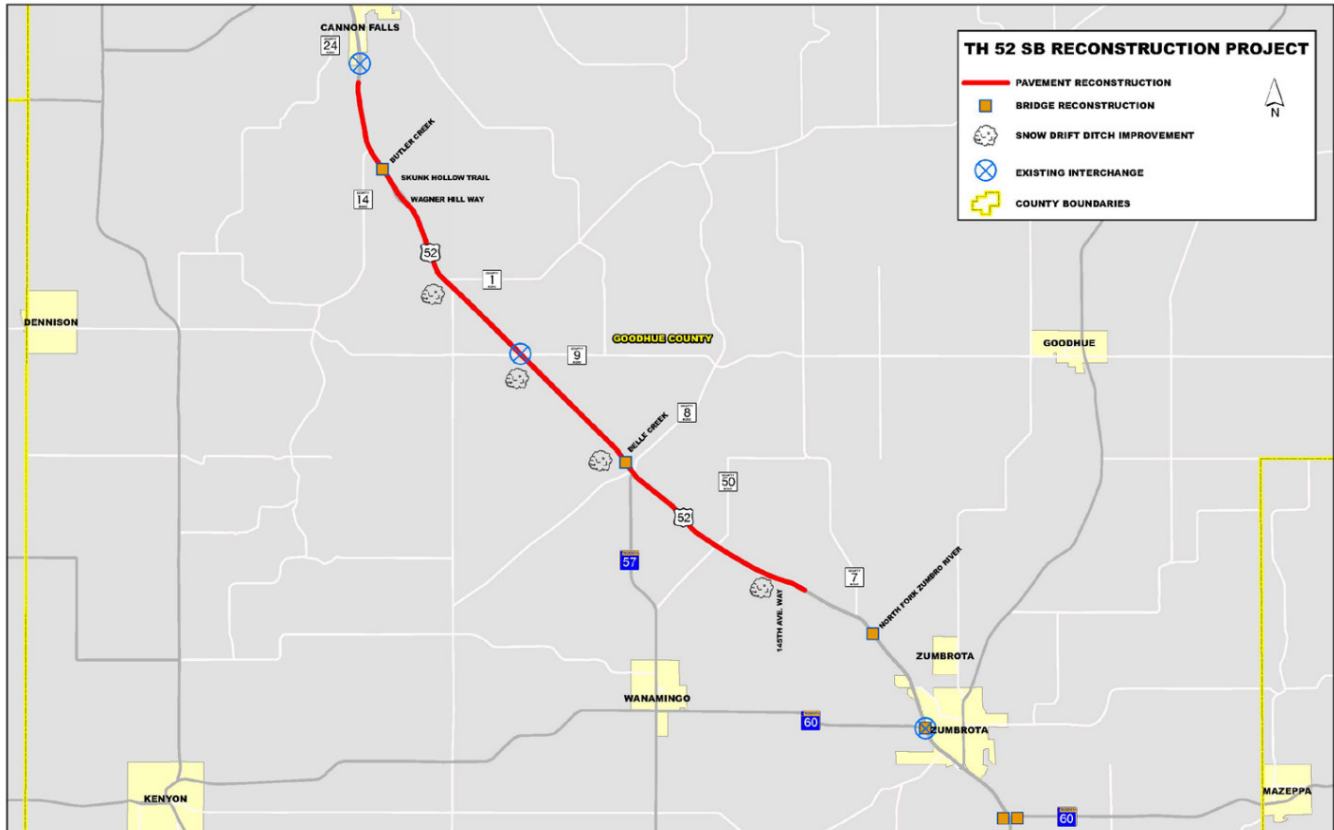 CANNON FALLS
COUNTY
24
TH 52 SB RECONSTRUCTION PROJECT
PAVEMENT RECONSTRUCTION
BRIDGE RECONSTRUCTION
N
SNOW DRIFT DITCH IMPROVEMENT
EXISTING INTERCHANGE
COUNTY BOUNDARIES
BUTLER CREEK
SKUNK HOLLOW TRAIL
14
WAGNER HILL WAY
52
1
DENNISON
GOODHUE COUNTY
9
GOODHUE
8
BELLE CREEK
50
52
57
7
145TH AVE. WAY
NORTH FORK ZUMBRO RIVER
ZUMBROTA
WANAMINGO
60
ZUMBROTA
KENYON
MAZEPPA
60